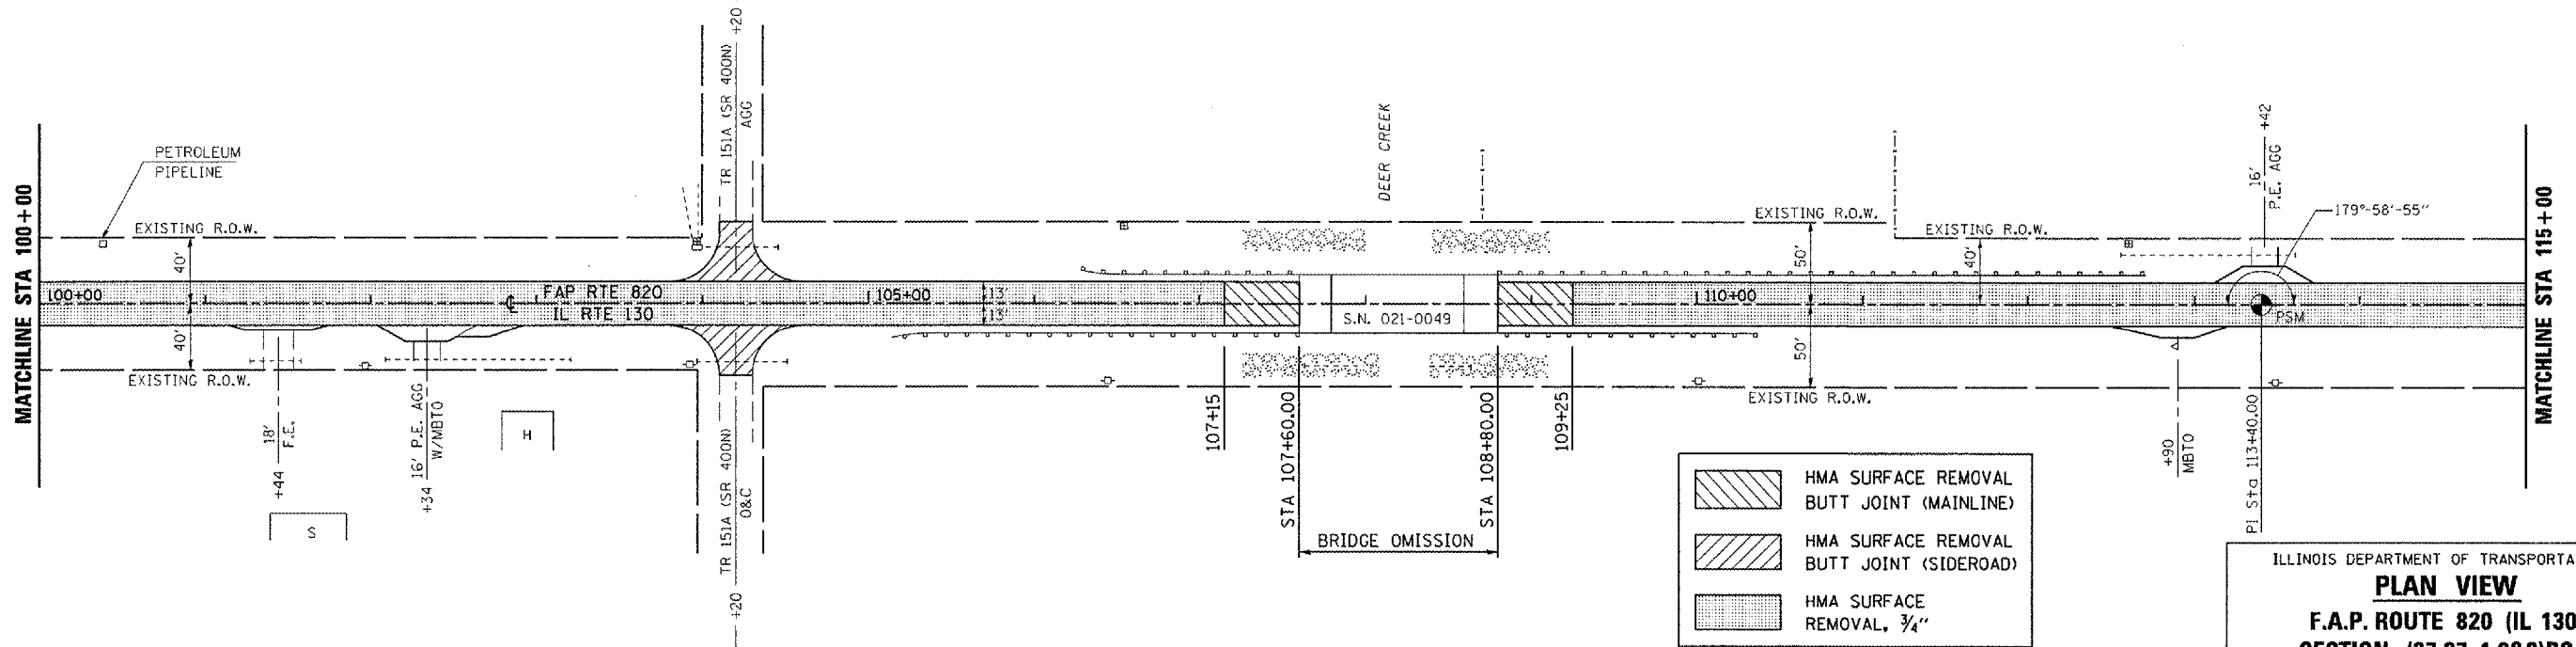 MATCHLINE STA 100+00
PETROLEUM
PIPELINE
EXISTING R.O.W.
40'
40'
100+00
EXISTING R.O.W.
18'
F.E.
+44
S
16' P.E. AGG
W/MBTO
+34
H
FAP RTE 820
IL RTE 130
℄
+20
TR 151A (SR 400N)
AGG
TR 151A (SR 400N)
O&C
+20
105+00
13'
13'
107+15
STA 107+60.00
DEER CREEK
S.N. 021-0049
BRIDGE OMISSION
STA 108+80.00
109+25
110+00
EXISTING R.O.W.
50'
50'
EXISTING R.O.W.
EXISTING R.O.W.
40'
+42
16'
P.E. AGG
179°-58'-55"
PSM
+90
MBTO
PI Sta 113+40.00
MATCHLINE STA 115+00
HMA SURFACE REMOVAL
BUTT JOINT (MAINLINE)
HMA SURFACE REMOVAL
BUTT JOINT (SIDEROAD)
HMA SURFACE
REMOVAL, 3/4"
ILLINOIS DEPARTMENT OF TRANSPORTA
PLAN VIEW
F.A.P. ROUTE 820 (IL 130